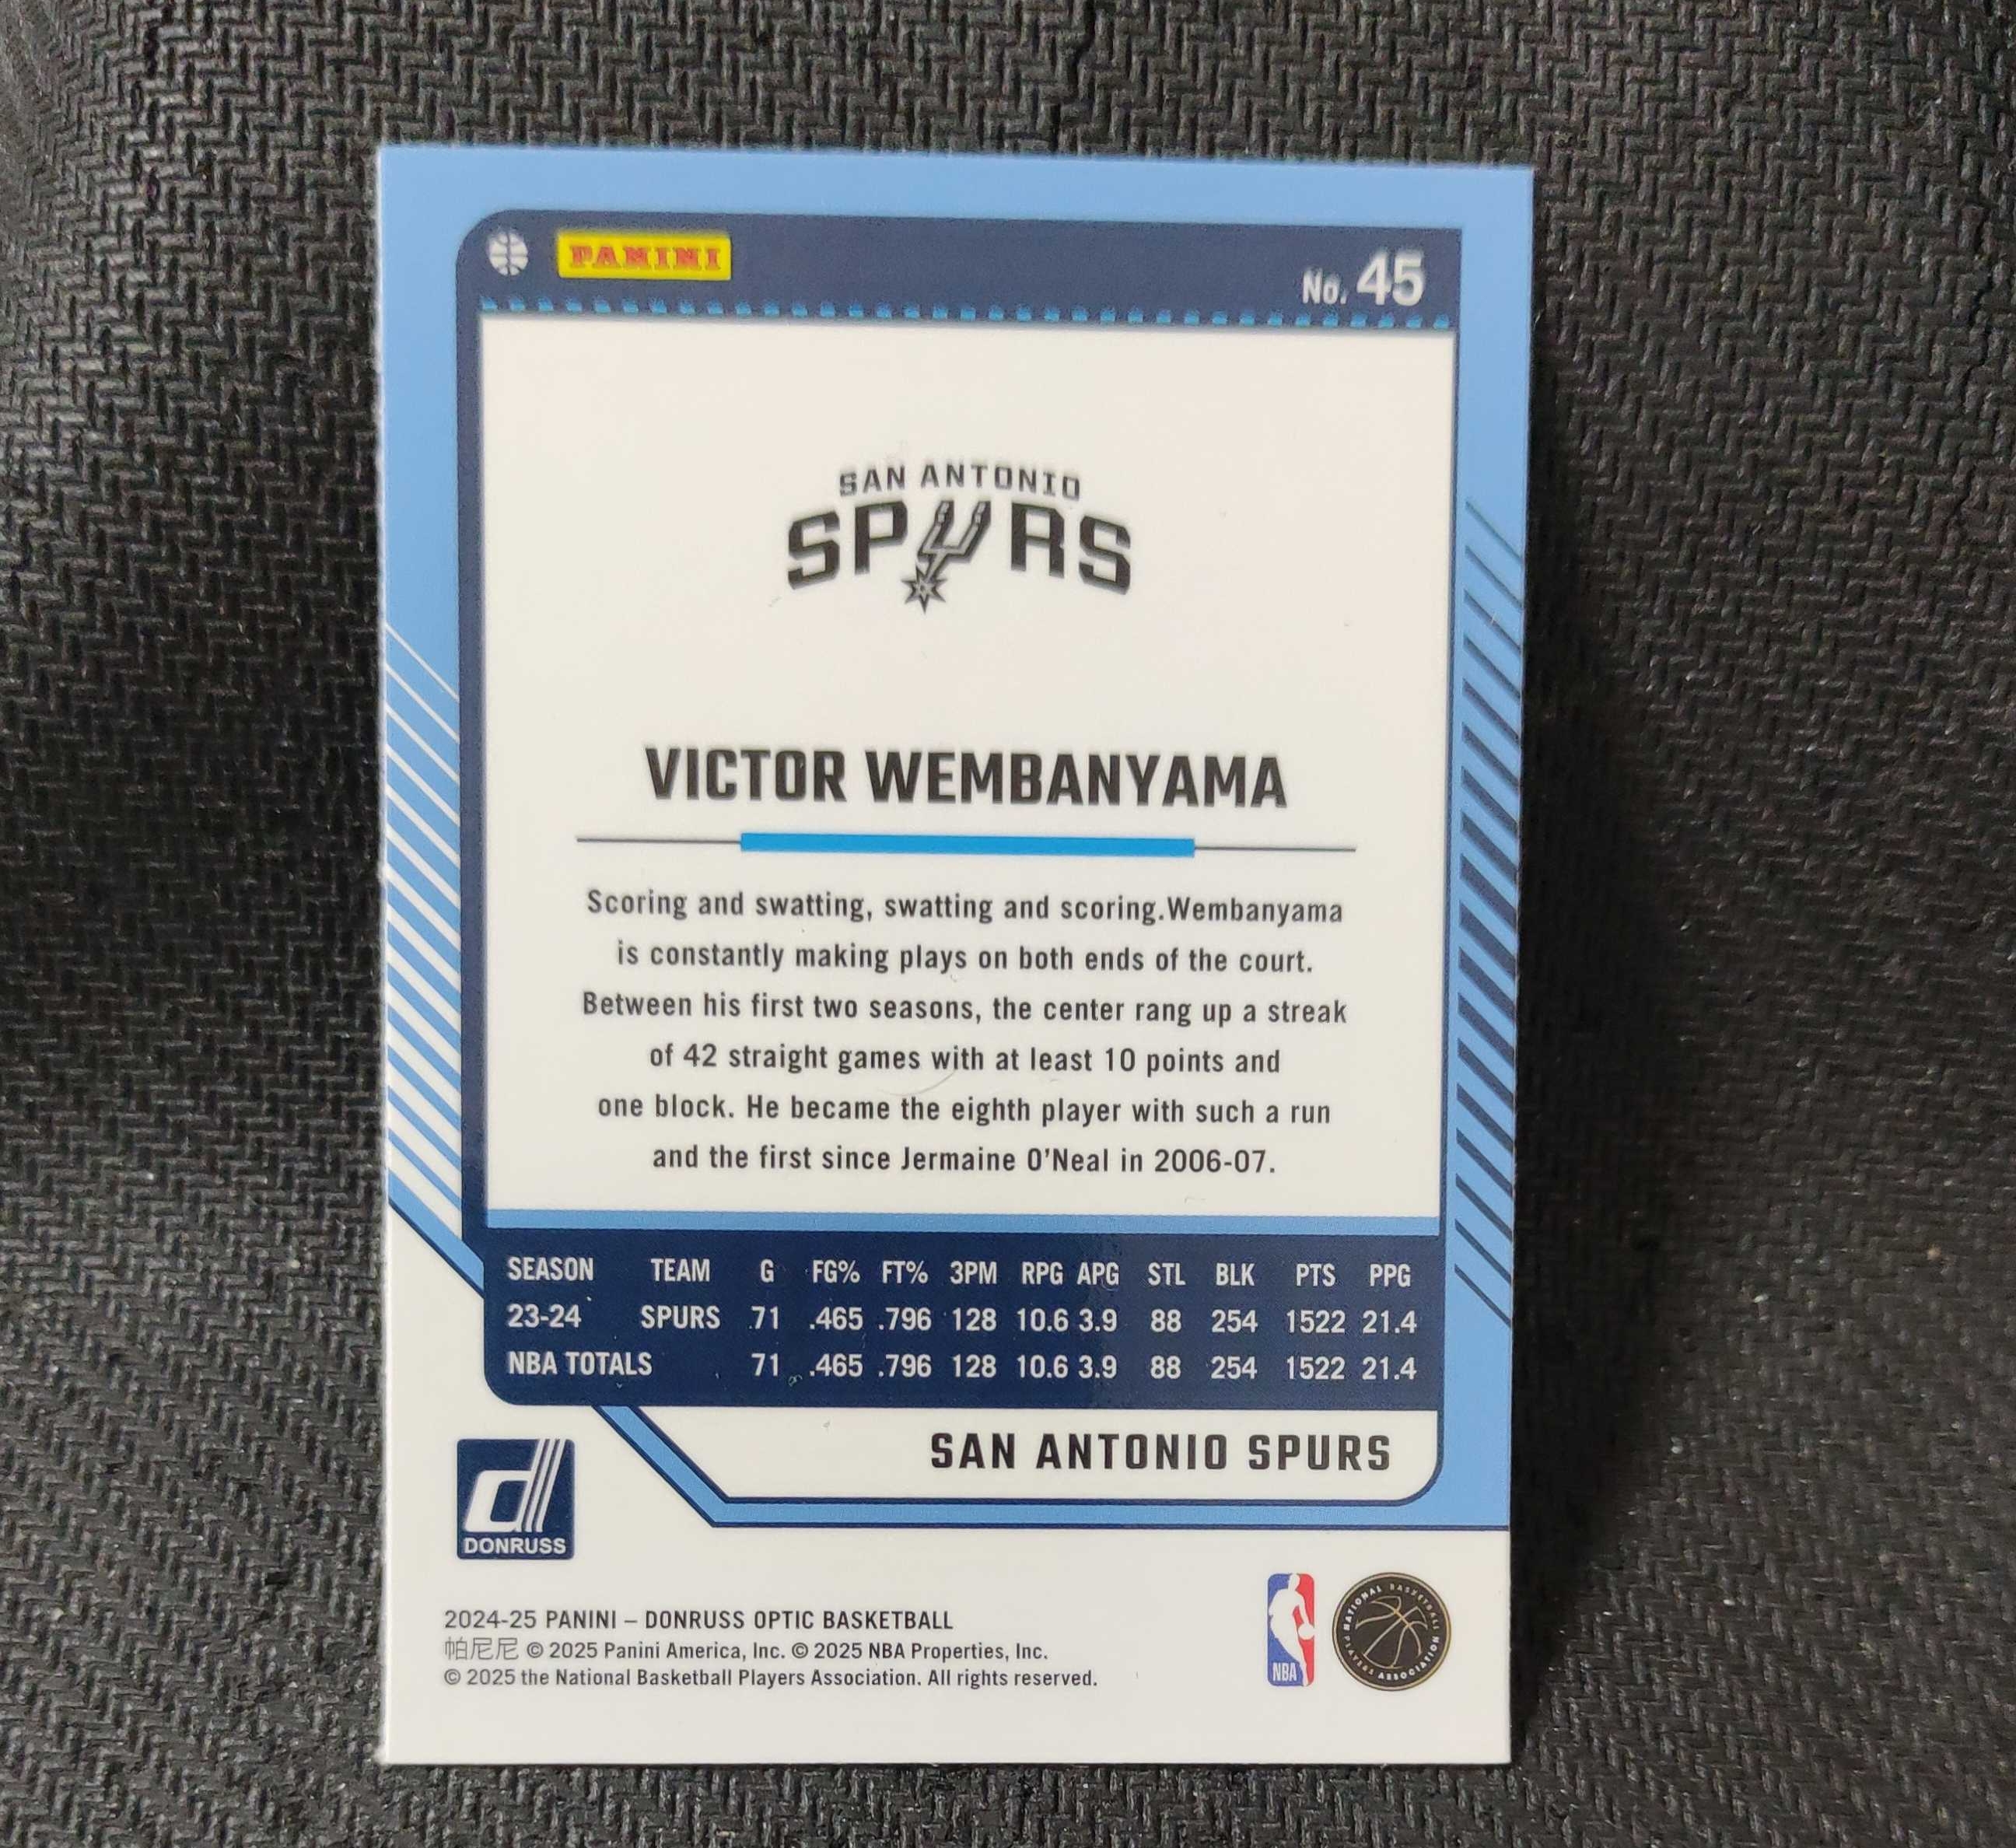 PANINI
No. 45
SAN ANTONIO
SPURS
VICTOR WEMBANYAMA
Scoring and swatting, swatting and scoring.Wembanyama
is constantly making plays on both ends of the court.
Between his first two seasons, the center rang up a streak
of 42 straight games with at least 10 points and
one block. He became the eighth player with such a run
and the first since Jermaine O'Neal in 2006-07.
SEASON TEAM G FG% FT% 3PM RPG APG STL BLK PTS PPG
23-24 SPURS 71 .465 .796 128 10.6 3.9 88 254 1522 21.4
NBA TOTALS 71 .465 .796 128 10.6 3.9 88 254 1522 21.4
SAN ANTONIO SPURS
d
DONRUSS
2024-25 PANINI – DONRUSS OPTIC BASKETBALL
帕尼尼 © 2025 Panini America, Inc. © 2025 NBA Properties, Inc.
© 2025 the National Basketball Players Association. All rights reserved.
NBA
NATIONAL BASKETBALL PLAYERS ASSOCIATION